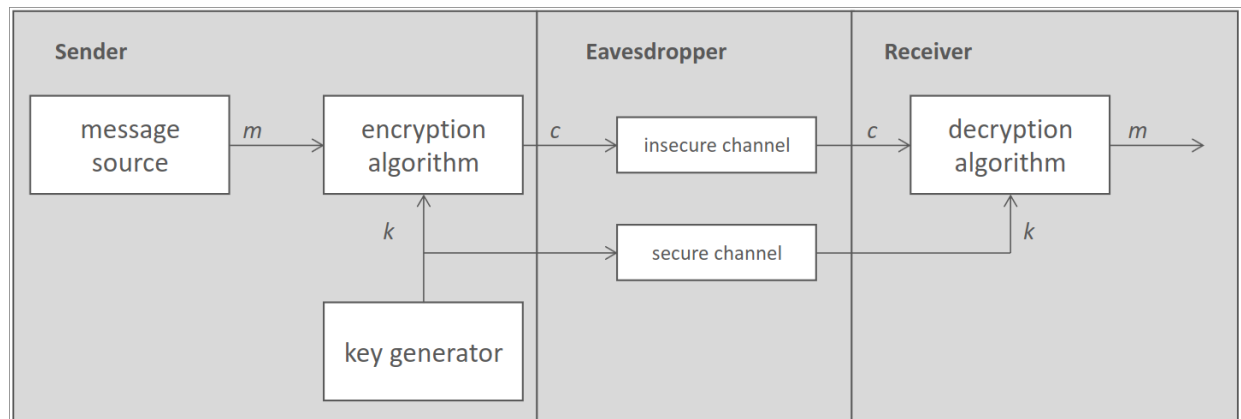 Sender
Eavesdropper
Receiver
message
source
m
encryption
algorithm
c
insecure channel
c
decryption
algorithm
m
k
secure channel
k
key generator